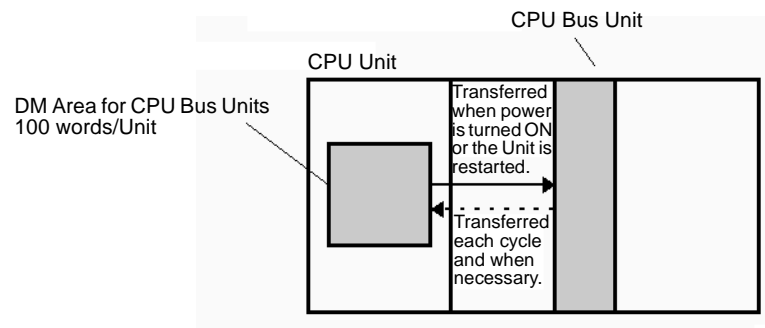 CPU Bus Unit
CPU Unit
DM Area for CPU Bus Units
100 words/Unit
Transferred
when power
is turned ON
or the Unit is
restarted.
Transferred
each cycle
and when
necessary.